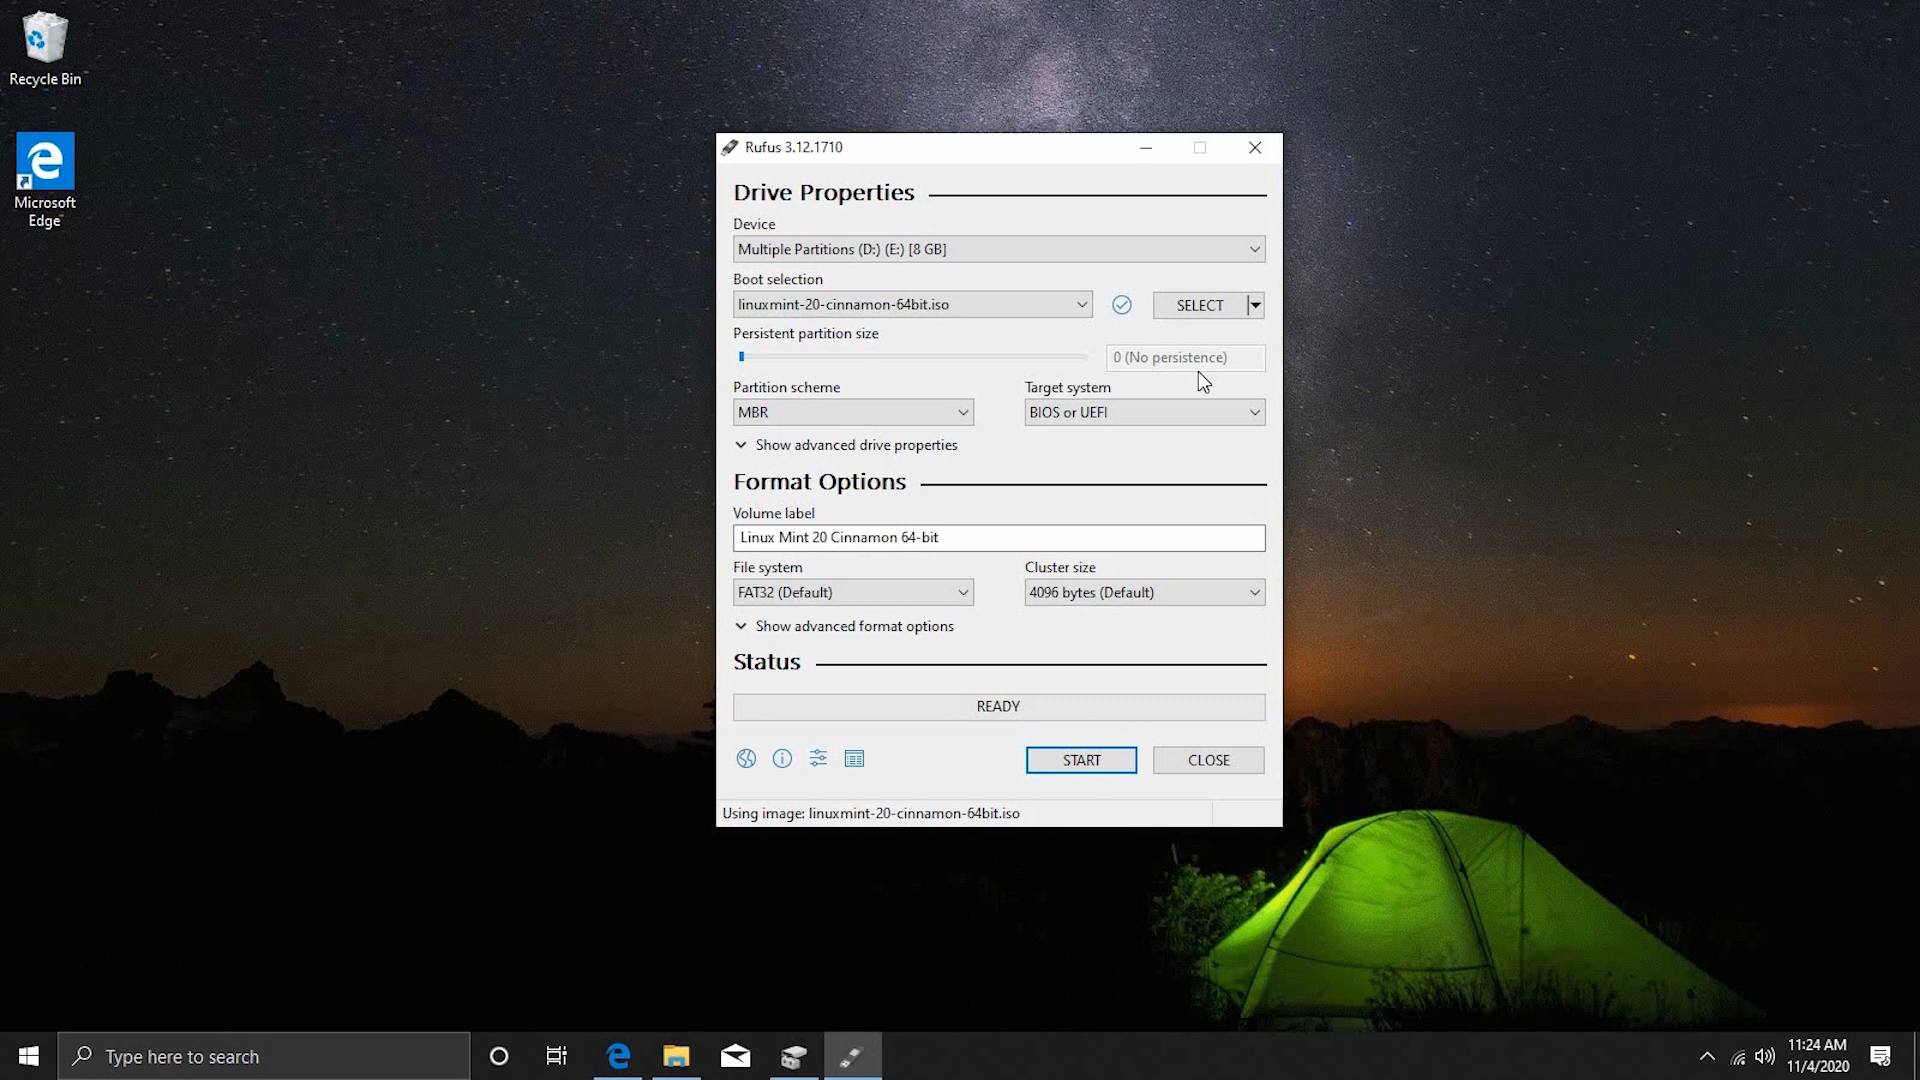 Recycle Bin
Microsoft
Edge
Rufus 3.12.1710
Drive Properties
Device
Multiple Partitions (D:) (E:) [8 GB]
Boot selection
linuxmint-20-cinnamon-64bit.iso
SELECT
Persistent partition size
0 (No persistence)
Partition scheme
Target system
MBR
BIOS or UEFI
Show advanced drive properties
Format Options
Volume label
Linux Mint 20 Cinnamon 64-bit
File system
Cluster size
FAT32 (Default)
4096 bytes (Default)
Show advanced format options
Status
READY
START
CLOSE
Using image: linuxmint-20-cinnamon-64bit.iso
Type here to search
11:24 AM
11/4/2020